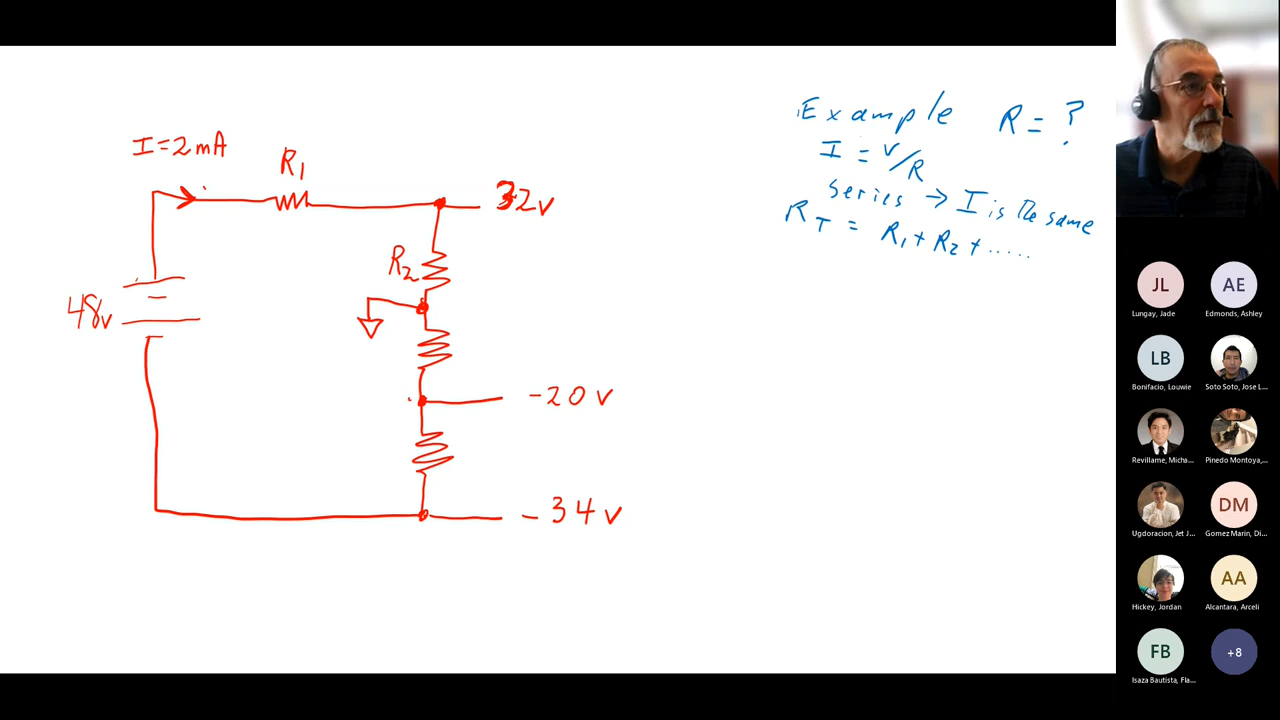 I=2mA
R1
32v
R2
48v
-20v
-34v
Example R=?
I = V/R
series → I is the same
RT = R1+R2+.....
JL
Lungay, Jade
AE
Edmonds, Ashley
LB
Bonifacio, Louwie
Soto Soto, Jose L...
Revillame, Micha...
Pinedo Montoya,...
Ugdoracion, Jet J...
DM
Gomez Marin, Di...
Hickey, Jordan
AA
Alcantara, Arceli
FB
Isaza Bautista, Fla...
+8